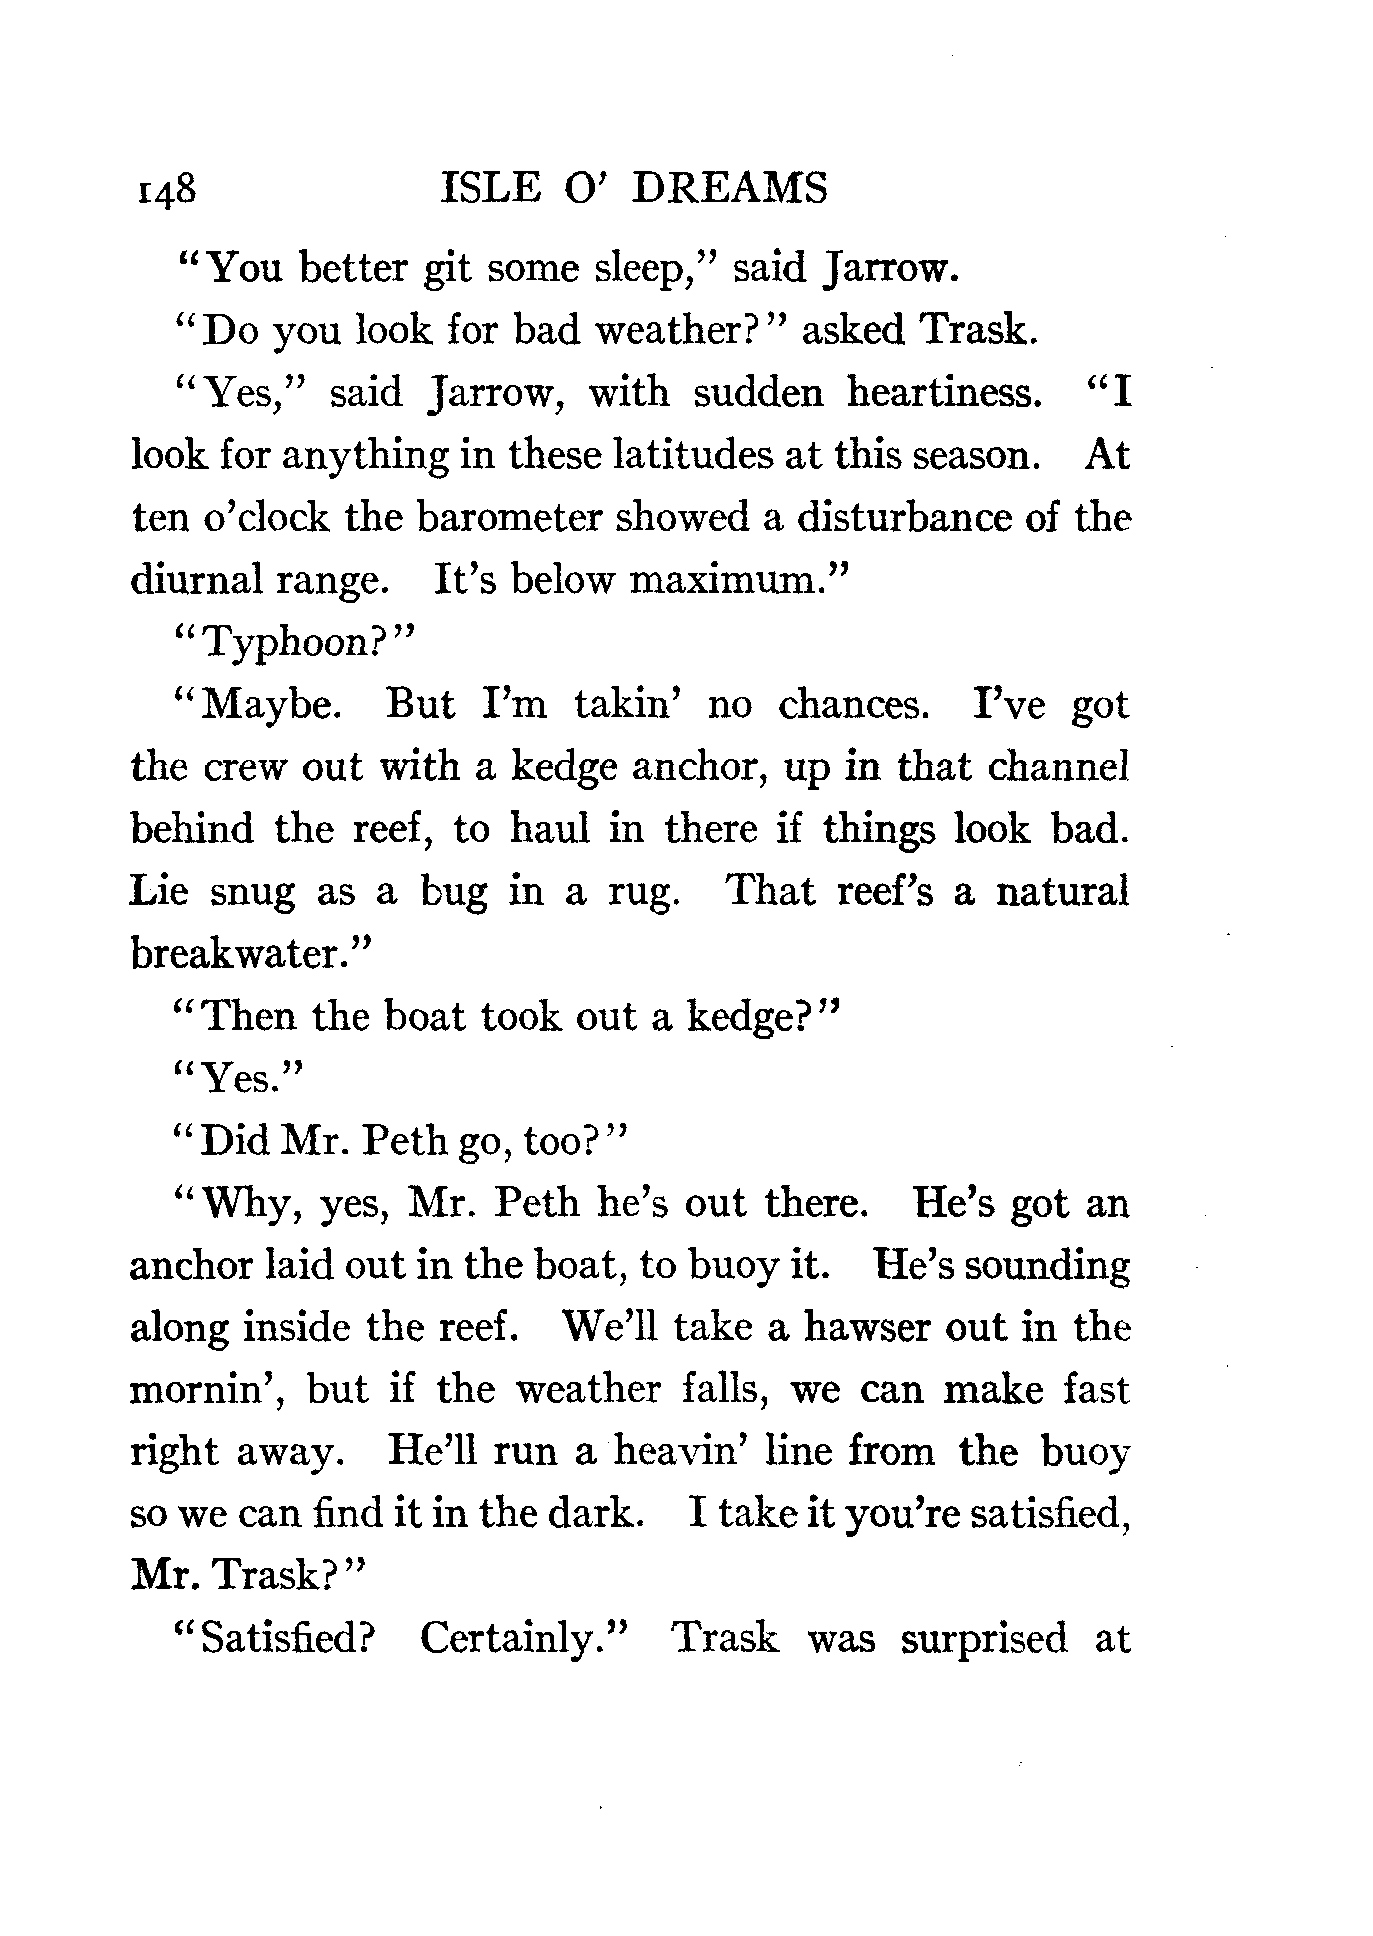 148 ISLE O' DREAMS
"You better git some sleep," said Jarrow.
"Do you look for bad weather?" asked Trask.
"Yes," said Jarrow, with sudden heartiness. "I
look for anything in these latitudes at this season. At
ten o'clock the barometer showed a disturbance of the
diurnal range. It's below maximum."
"Typhoon?"
"Maybe. But I'm takin' no chances. I've got
the crew out with a kedge anchor, up in that channel
behind the reef, to haul in there if things look bad.
Lie snug as a bug in a rug. That reef's a natural
breakwater."
"Then the boat took out a kedge?"
"Yes."
"Did Mr. Peth go, too?"
"Why, yes, Mr. Peth he's out there. He's got an
anchor laid out in the boat, to buoy it. He's sounding
along inside the reef. We'll take a hawser out in the
mornin', but if the weather falls, we can make fast
right away. He'll run a heavin' line from the buoy
so we can find it in the dark. I take it you're satisfied,
Mr. Trask?"
"Satisfied? Certainly." Trask was surprised at